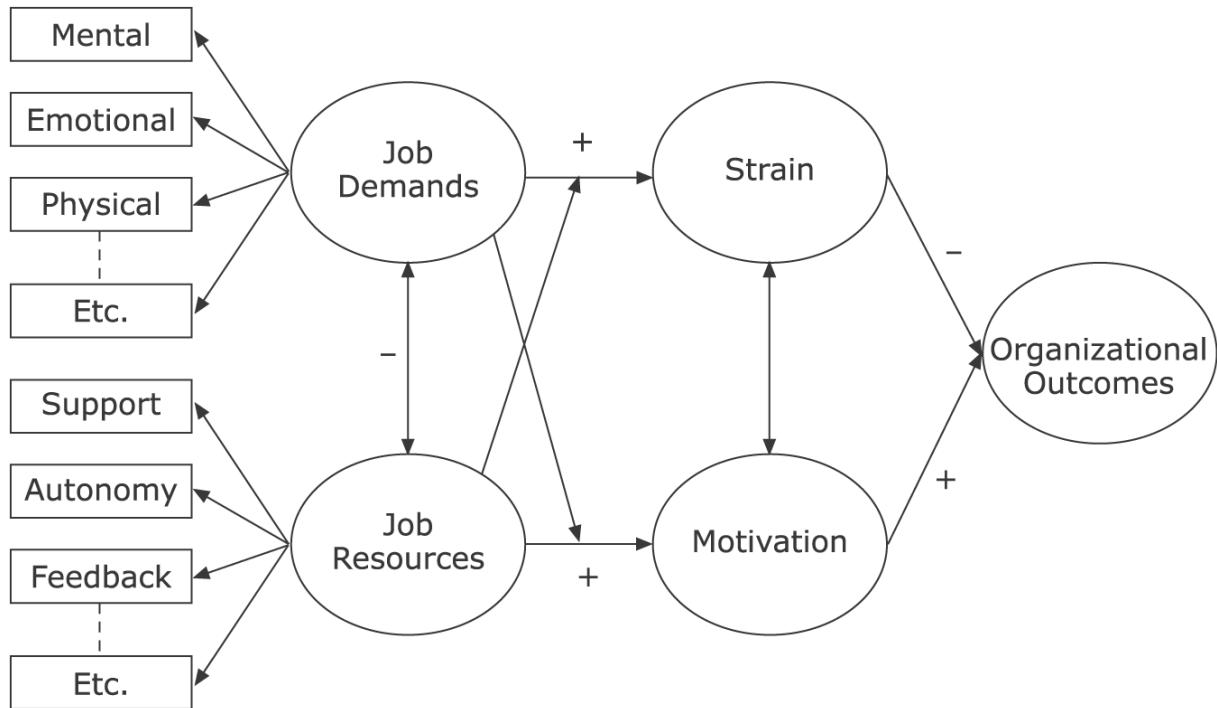 Mental
Emotional
Physical
Etc.
Support
Autonomy
Feedback
Etc.
Job
Demands
–
Job
Resources
+
+
Strain
Motivation
–
+
Organizational
Outcomes